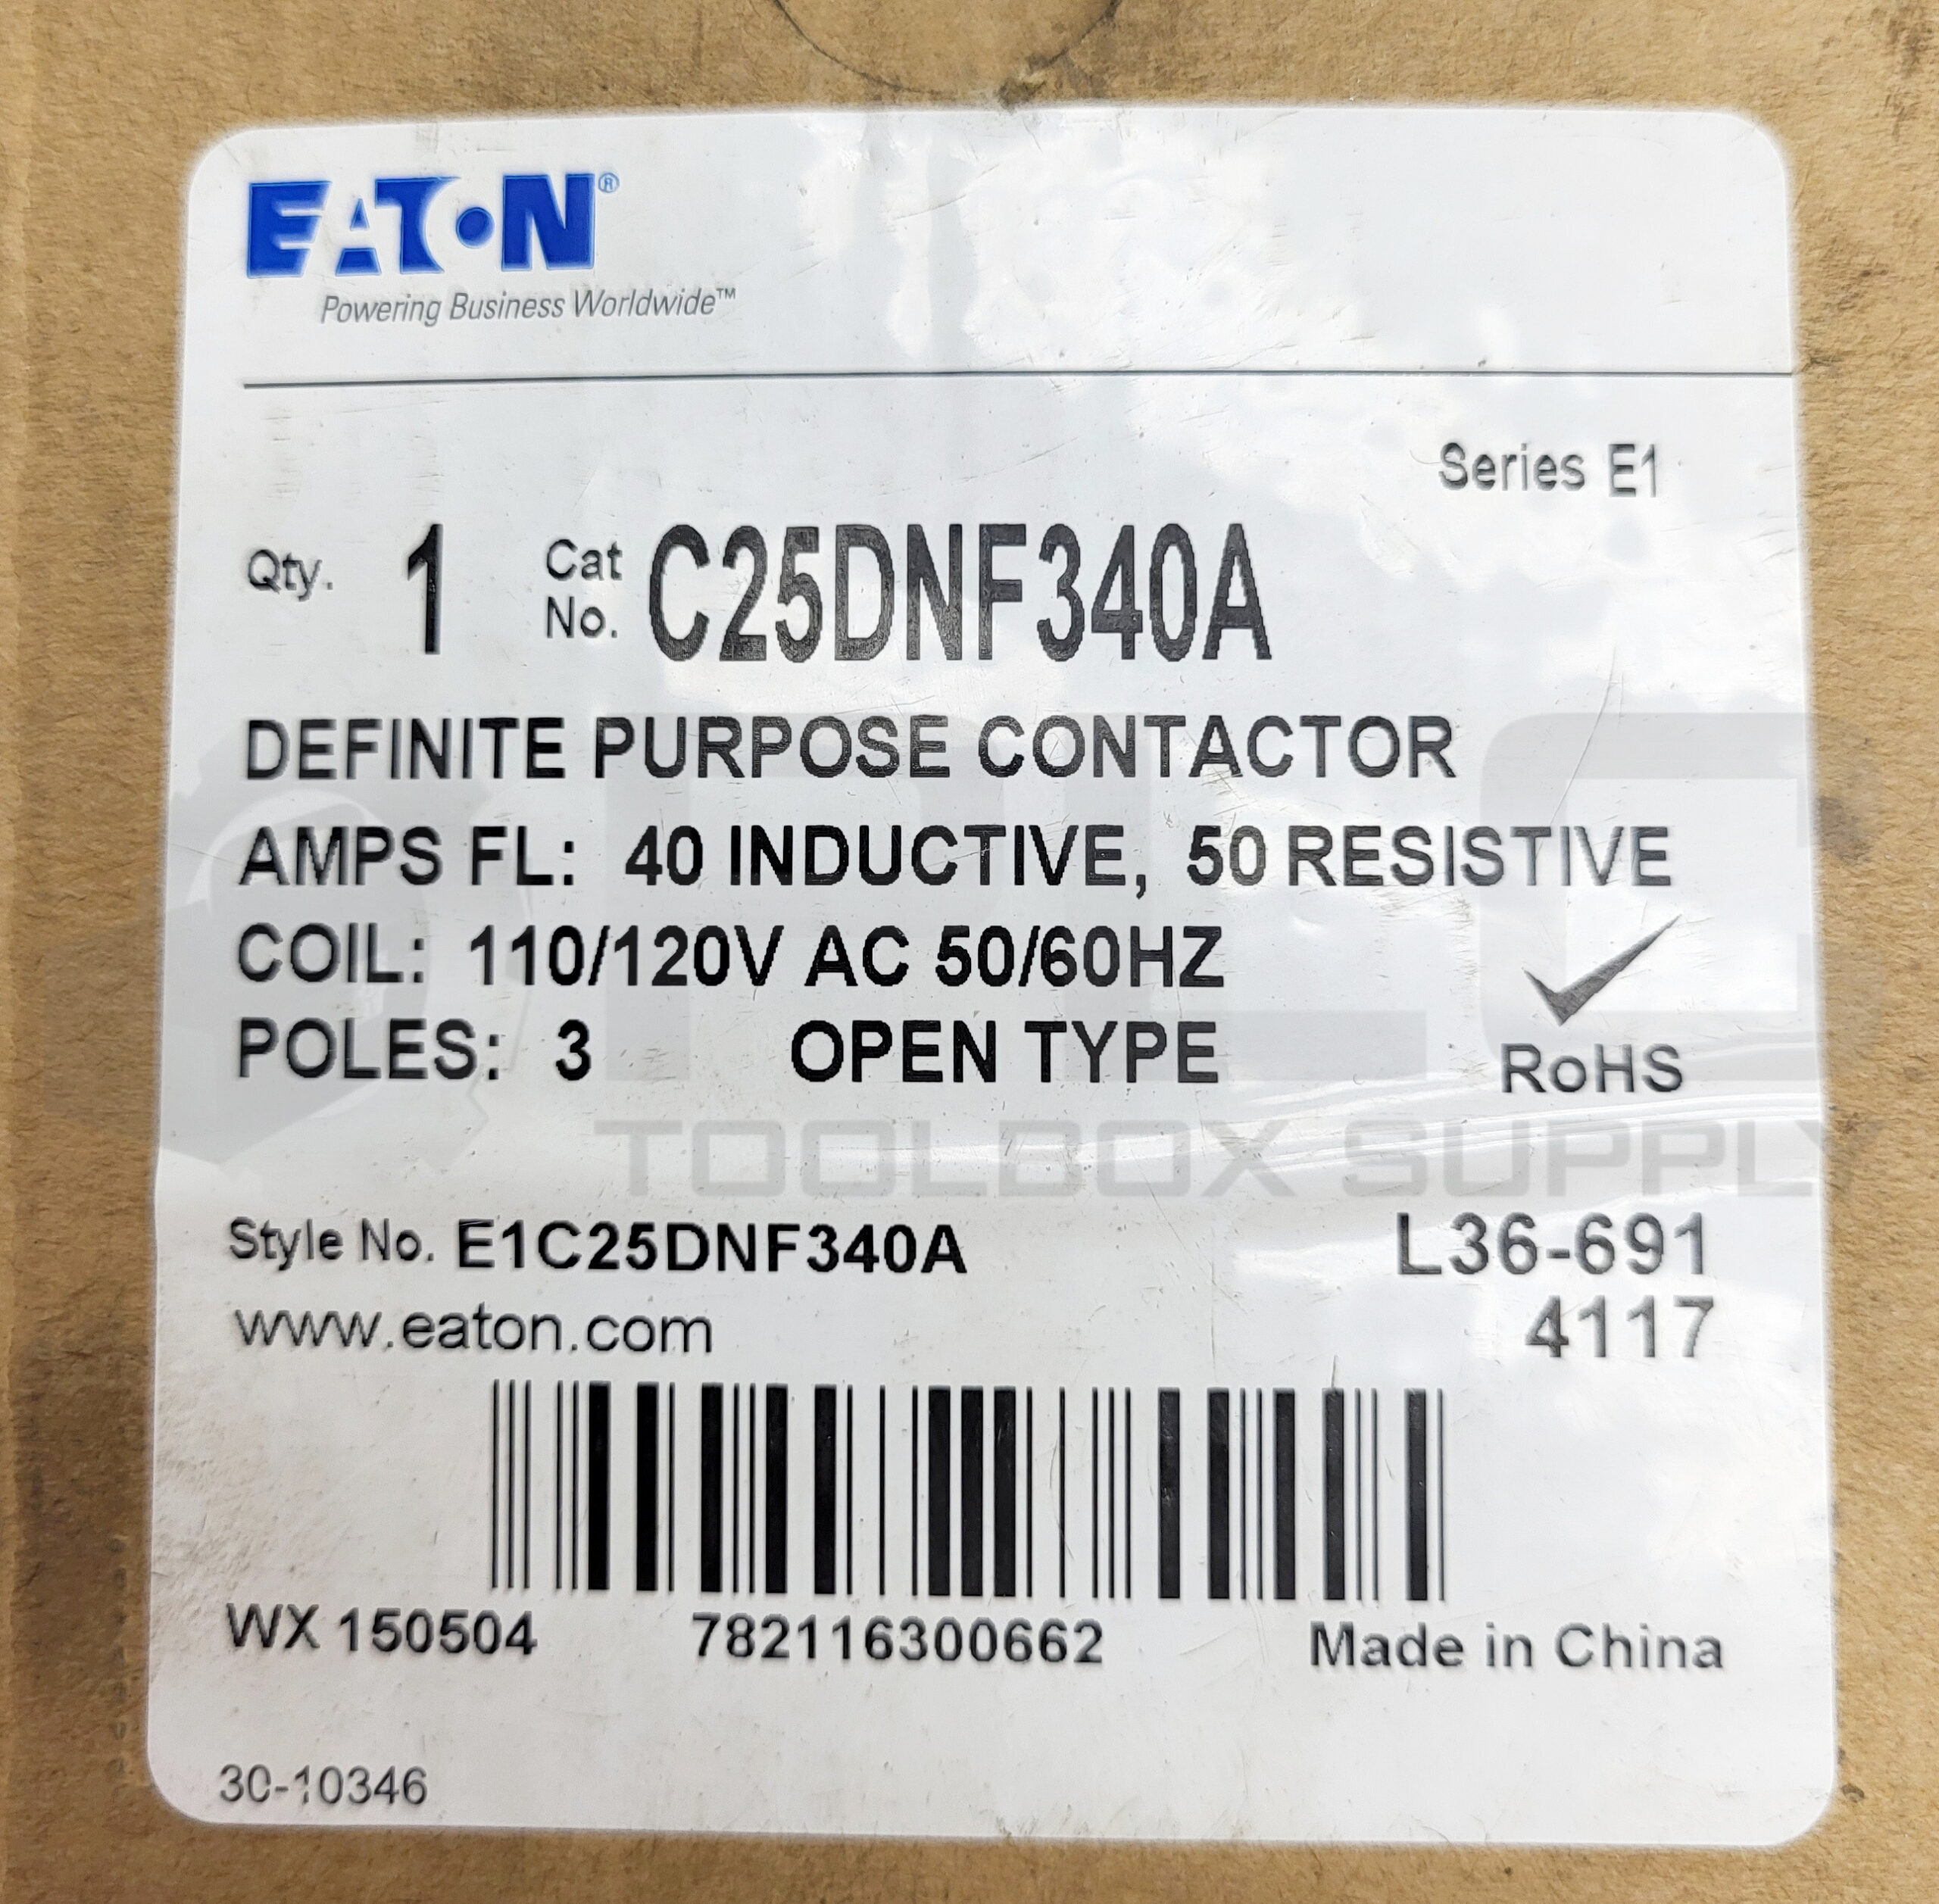 EATON®
Powering Business Worldwide™
Series E1
Qty. 1 Cat No. C25DNF340A
DEFINITE PURPOSE CONTACTOR
AMPS FL: 40 INDUCTIVE, 50 RESISTIVE
COIL: 110/120V AC 50/60HZ
POLES: 3 OPEN TYPE
RoHS
PLC
TOOLBOX SUPPLY
Style No. E1C25DNF340A
L36-691
www.eaton.com
4117
WX 150504
782116300662
Made in China
30-10346